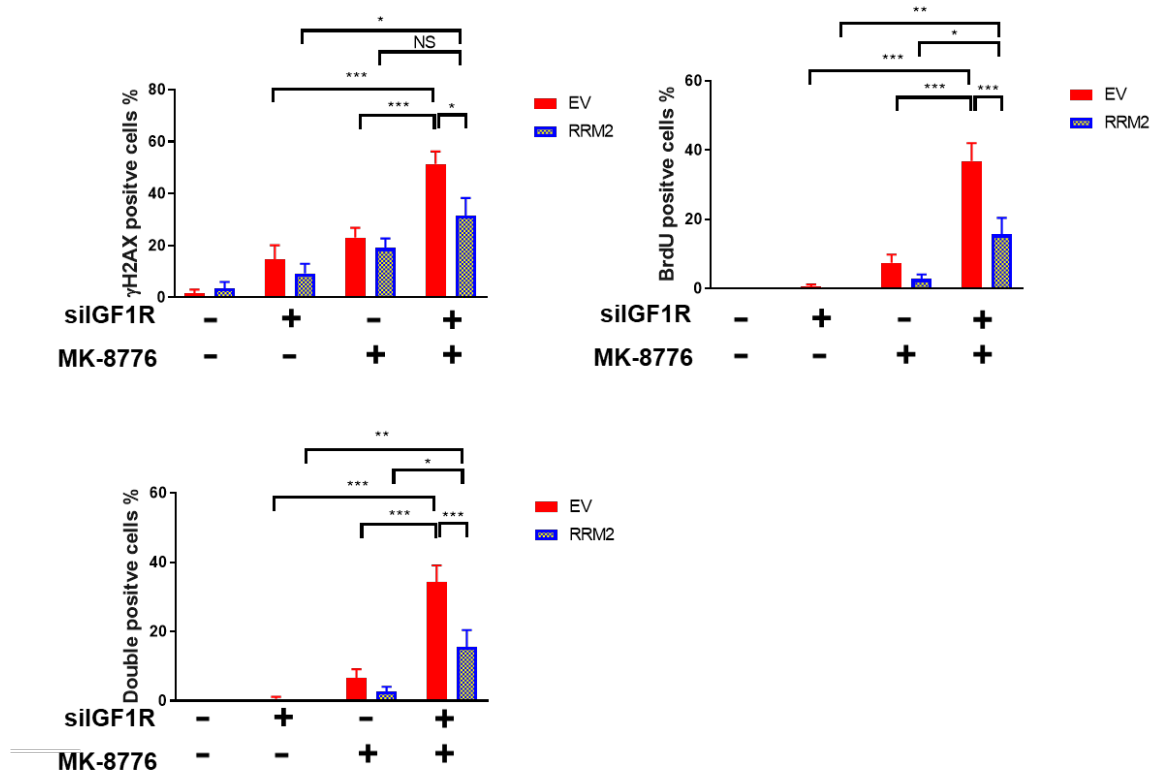 *
NS
***
***
*
80
60
40
20
0
γH2AX positve cells %
EV
RRM2
siIGF1R - + - +
MK-8776 - - + +
**
*
***
***
***
60
40
20
0
BrdU positve cells %
EV
RRM2
siIGF1R - + - +
MK-8776 - - + +
**
*
***
***
***
60
40
20
0
Double positve cells %
EV
RRM2
siIGF1R - + - +
MK-8776 - - + +